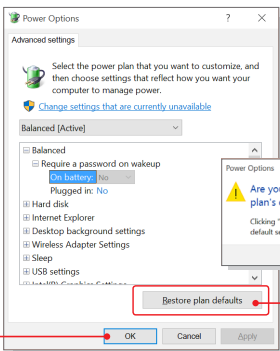 Power Options
Advanced settings
Select the power plan that you want to customize, and
then choose settings that reflect how you want your
computer to manage power.
Change settings that are currently unavailable
Balanced [Active]
Balanced
Require a password on wakeup
On battery: No
Plugged in: No
Hard disk
Internet Explorer
Desktop background settings
Wireless Adapter Settings
Sleep
USB settings
Intel(R) Graphics Settings
Restore plan defaults
OK Cancel Apply
Power Options
Are you
plan's
Clicking "
default se